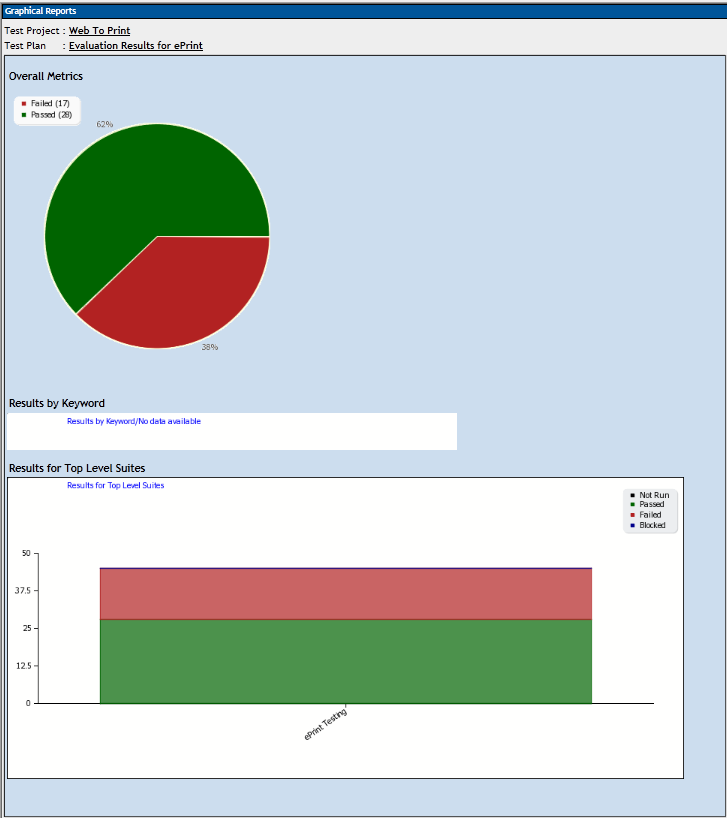 Graphical Reports
Test Project : Web To Print
Test Plan : Evaluation Results for ePrint
Overall Metrics
Failed (17)
Passed (28)
62%
38%
Results by Keyword
Results by Keyword/No data available
Results for Top Level Suites
Results for Top Level Suites
Not Run
Passed
Failed
Blocked
50
37.5
25
12.5
0
ePrint Testing